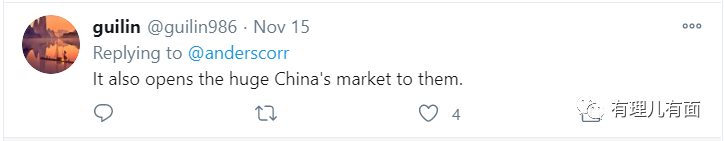 guilin @guilin986 · Nov 15
Replying to @anderscorr
It also opens the huge China's market to them.
4
有理儿有面